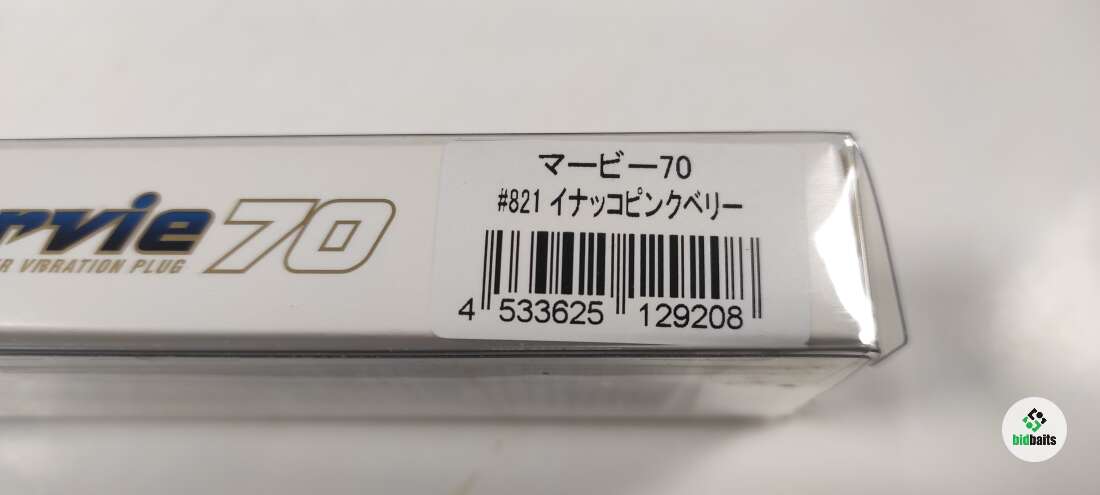 マービー70
#821 イナッコピンクベリー
4 533625 129208
rvie 70
R VIBRATION PLUG
bidbaits